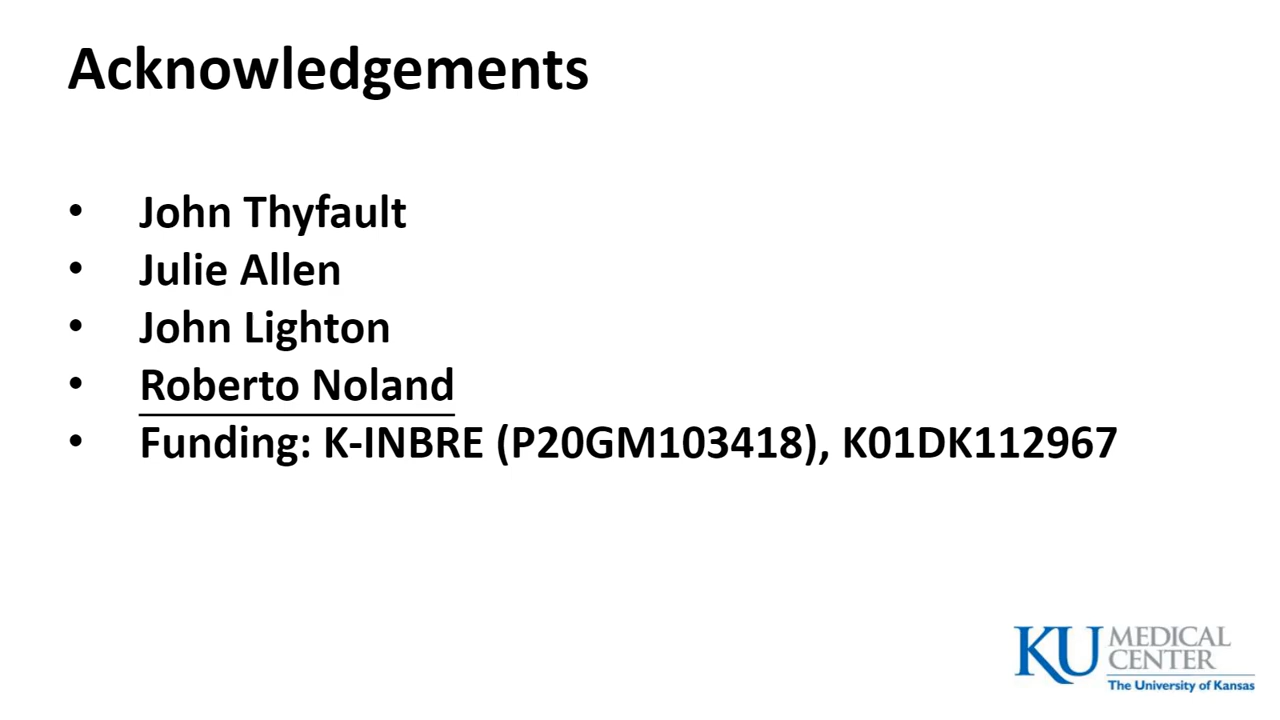 Acknowledgements
• John Thyfault
• Julie Allen
• John Lighton
• Roberto Noland
• Funding: K-INBRE (P20GM103418), K01DK112967
KU MEDICAL CENTER
The University of Kansas